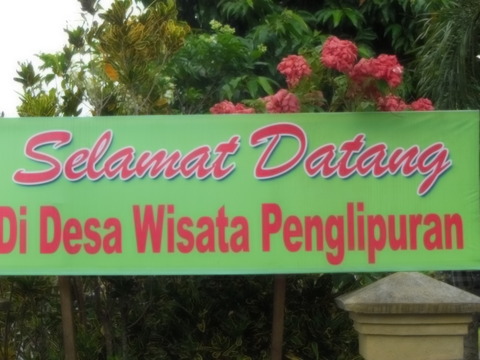 Selamat Datang
Di Desa Wisata Penglipuran